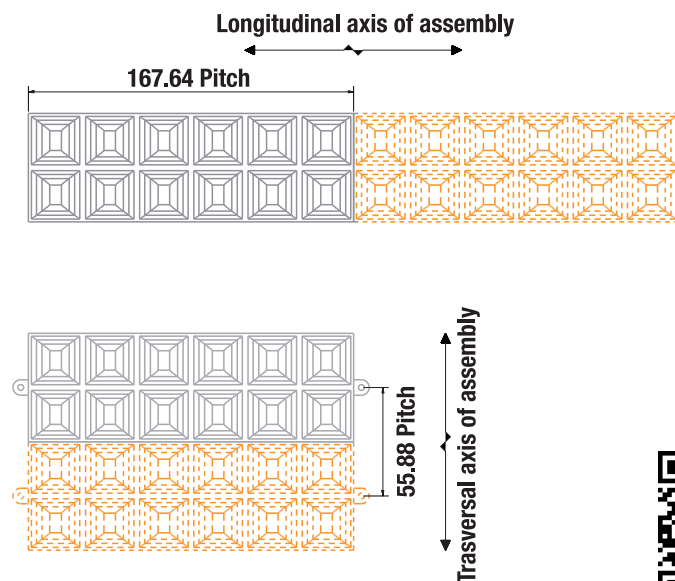 Longitudinal axis of assembly
167.64 Pitch
Trasversal axis of assembly
55.88 Pitch